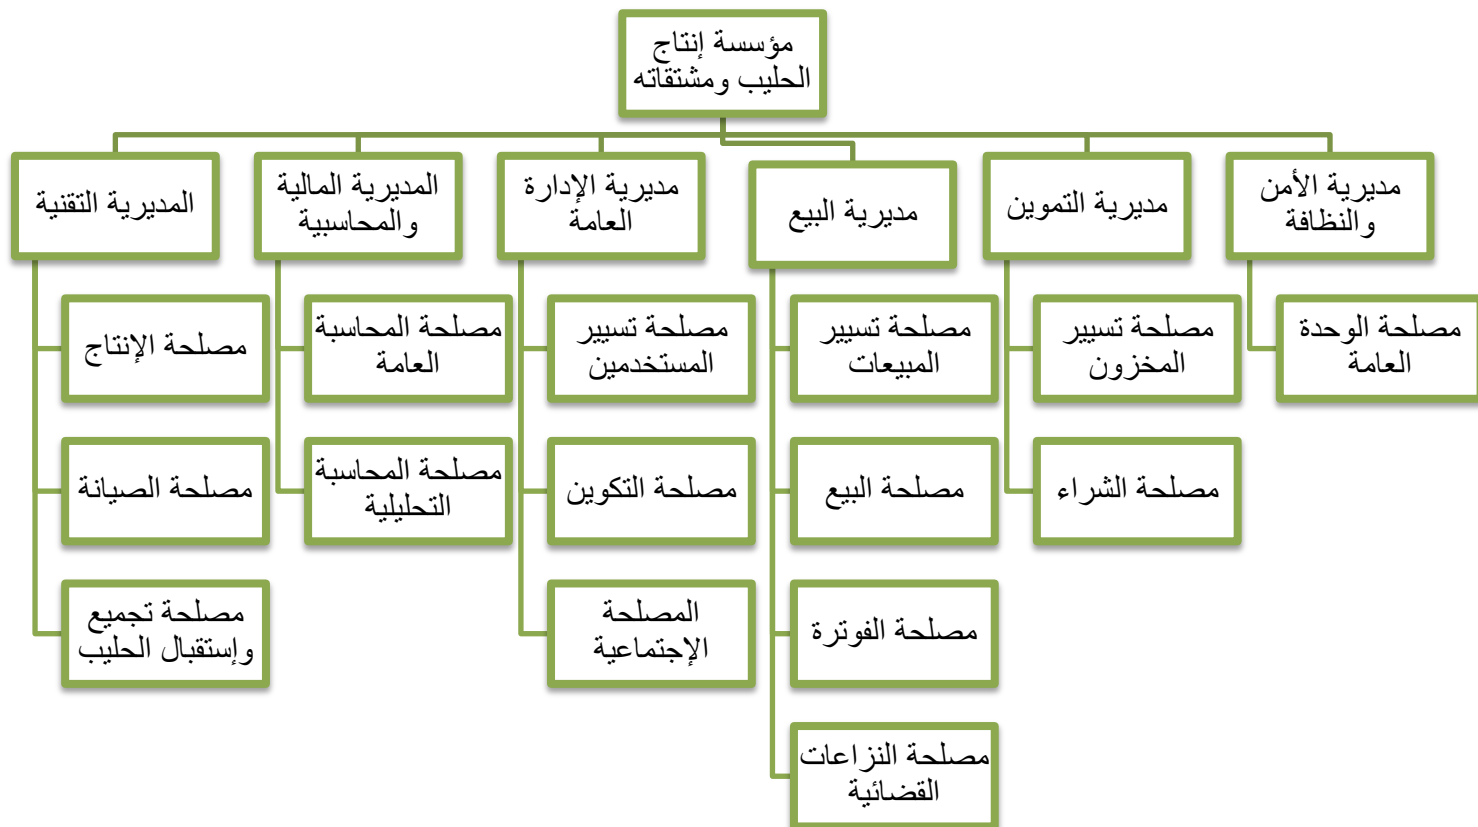 مؤسسة إنتاج
الحليب ومشتقاته
مديرية الأمن
والنظافة
مديرية التموين
مديرية البيع
مديرية الإدارة
العامة
المديرية المالية
والمحاسبية
المديرية التقنية
مصلحة الوحدة
العامة
مصلحة تسيير
المخزون
مصلحة الشراء
مصلحة تسيير
المبيعات
مصلحة البيع
مصلحة الفوترة
مصلحة النزاعات
القضائية
مصلحة تسيير
المستخدمين
مصلحة التكوين
المصلحة
الإجتماعية
مصلحة المحاسبة
العامة
مصلحة المحاسبة
التحليلية
مصلحة الإنتاج
مصلحة الصيانة
مصلحة تجميع
وإستقبال الحليب